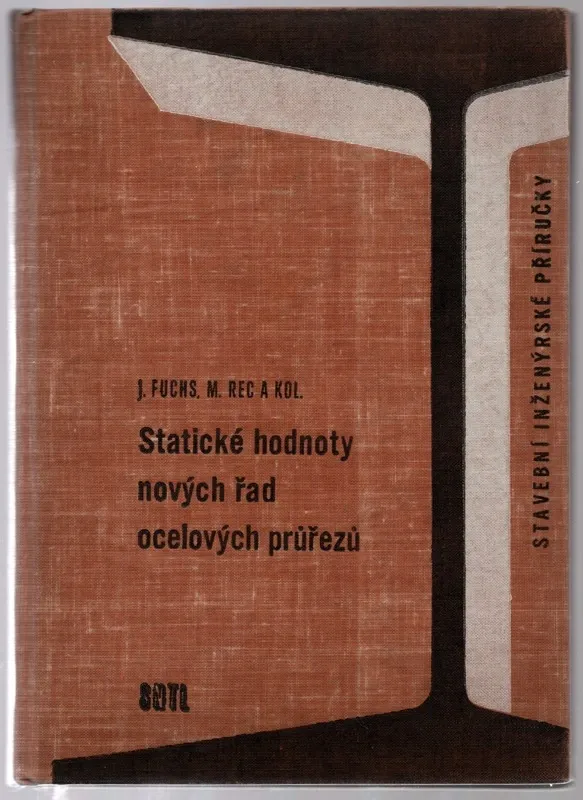 J. FUCHS, M. REC A KOL.
Statické hodnoty
nových řad
ocelových průřezů
SNTL
STAVEBNÍ INŽENÝRSKÉ PŘÍRUČKY